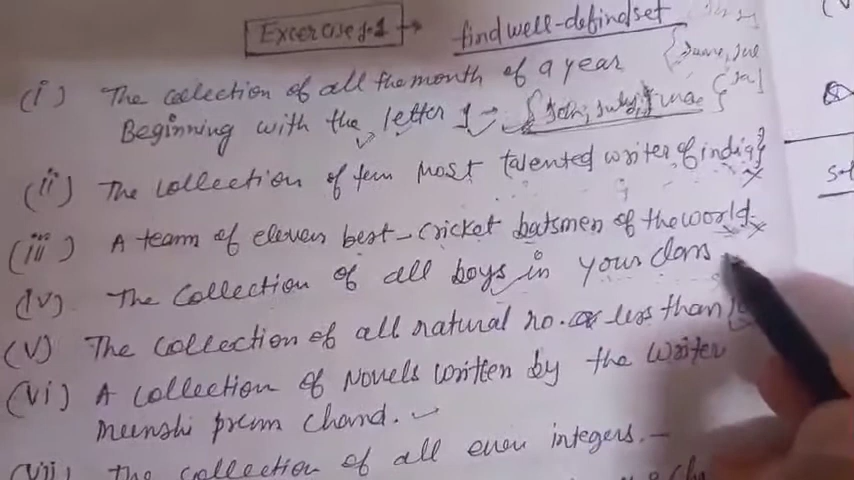 Excercise 1.1 → find well-defindset
(i) The collection of all the month of a year
Beginning with the letter J
(ii) The collection of ten most talented writer of india
(iii) A team of eleven best-cricket batsmen of the world.
(iv) The collection of all boys in your class
(v) The collection of all natural no. less than
(vi) A collection of Novels written by the writer
munshi prem chand.
(vii) The collection of all even integers.